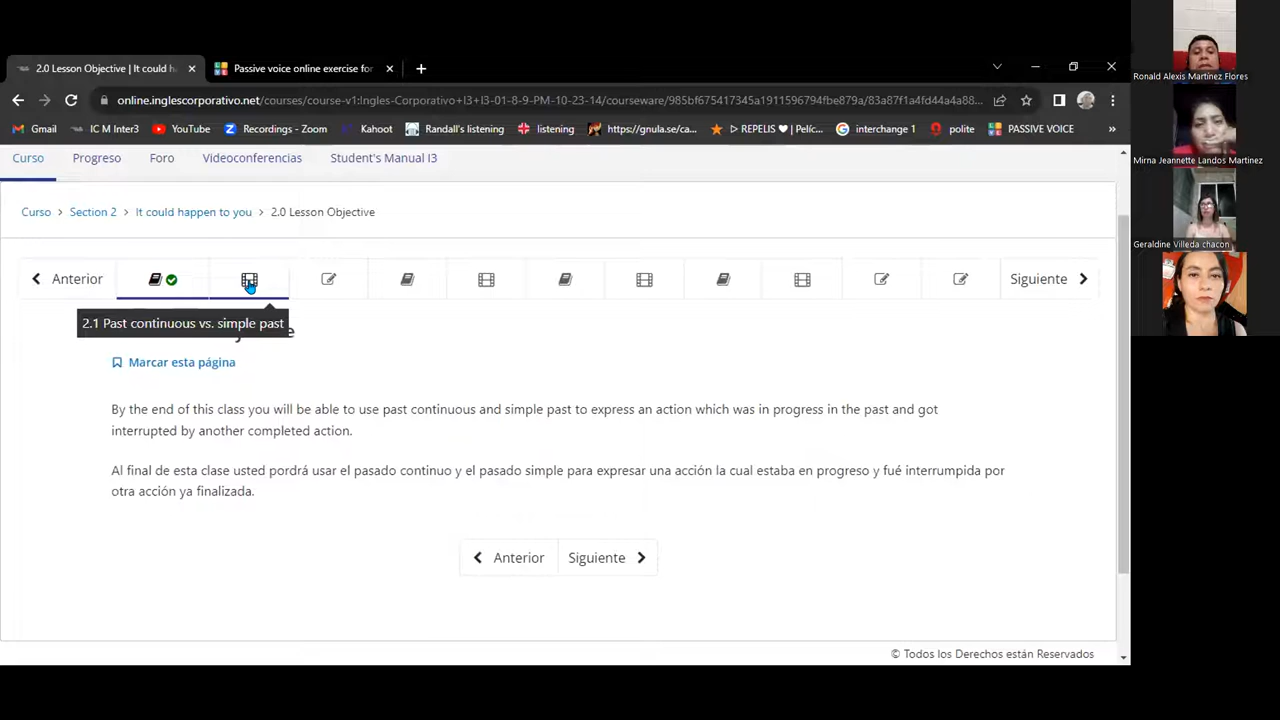 2.0 Lesson Objective | It could ha
Passive voice online exercise for
online.inglescorporativo.net/courses/course-v1:Ingles-Corporativo+I3+I3-01-8-9-PM-10-23-14/courseware/985bf675417345a1911596794fbe879a/83a87f1a4fd44a4a88...
Gmail
IC M Inter3
YouTube
Recordings - Zoom
Kahoot
Randall's listening
listening
https://gnula.se/ca...
▷ REPELIS ♥ | Pelíc...
interchange 1
polite
PASSIVE VOICE
»
Curso
Progreso
Foro
Videoconferencias
Student's Manual I3
Curso > Section 2 > It could happen to you > 2.0 Lesson Objective
Anterior
Siguiente
2.1 Past continuous vs. simple past
Marcar esta página
By the end of this class you will be able to use past continuous and simple past to express an action which was in progress in the past and got
interrupted by another completed action.
Al final de esta clase usted pordrá usar el pasado continuo y el pasado simple para expresar una acción la cual estaba en progreso y fué interrumpida por
otra acción ya finalizada.
Anterior
Siguiente
© Todos los Derechos están Reservados
Ronald Alexis Martínez Flores
Mirna Jeannette Landos Martinez
Geraldine Villeda chacon